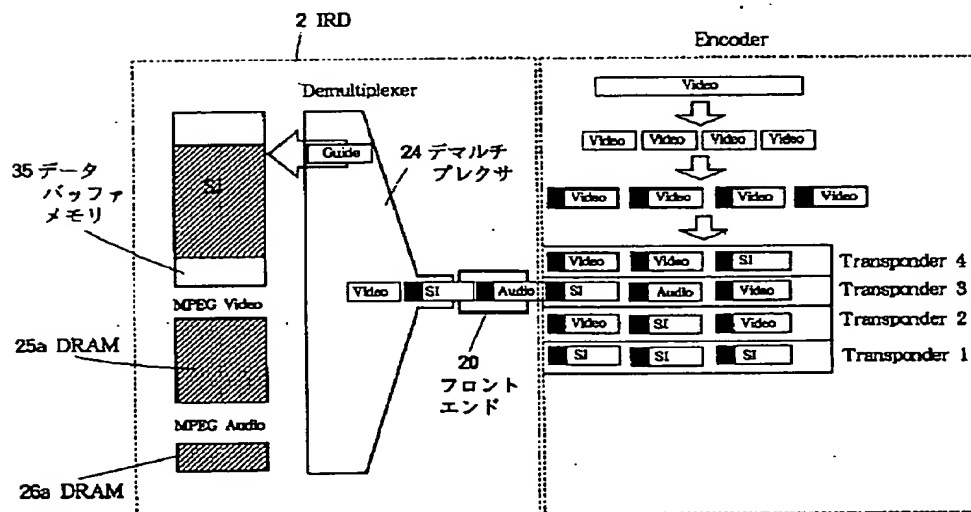 2 IRD
Encoder
Demultiplexer
Video
Guide
Video Video Video Video
24 デマルチ
プレクサ
35 データ
バッファ
メモリ
SI
Video Video Video Video
Video Video SI Transponder 4
Video SI Audio SI Audio Video Transponder 3
Video SI Video Transponder 2
SI SI SI Transponder 1
MPEG Video
25a DRAM
20
フロント
エンド
MPEG Audio
26a DRAM